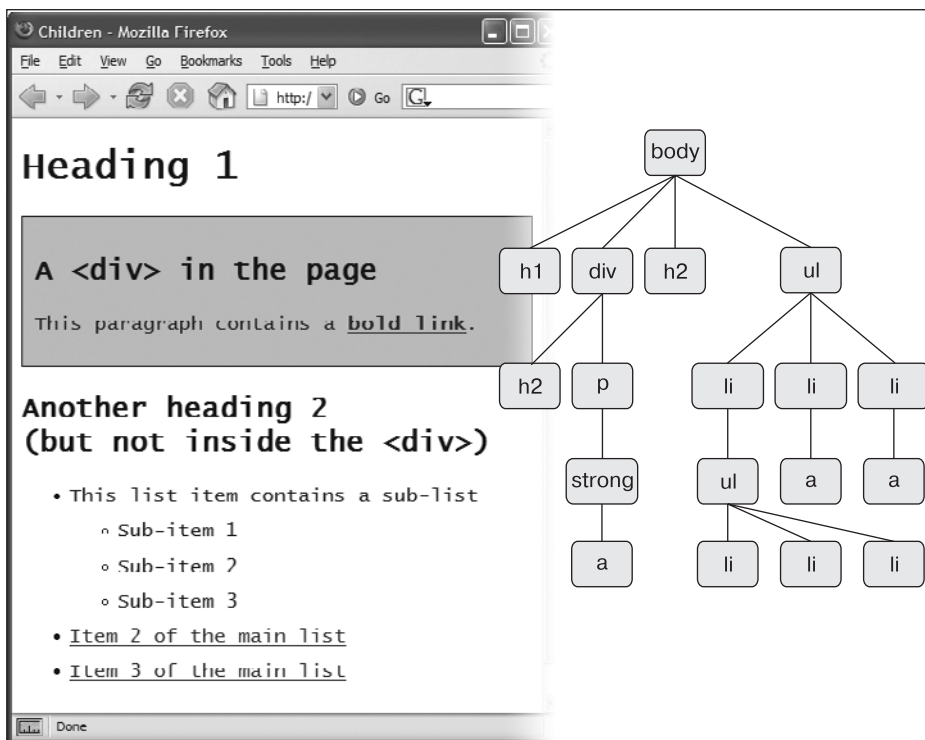 Children - Mozilla Firefox
File Edit View Go Bookmarks Tools Help
http:/ Go G
Heading 1
A <div> in the page
This paragraph contains a bold link.
Another heading 2
(but not inside the <div>)
• This list item contains a sub-list
◦ Sub-item 1
◦ Sub-item 2
◦ Sub-item 3
• Item 2 of the main list
• Item 3 of the main list
Done
body
h1 div h2 ul
h2 p li li li
strong ul a a
a li li li